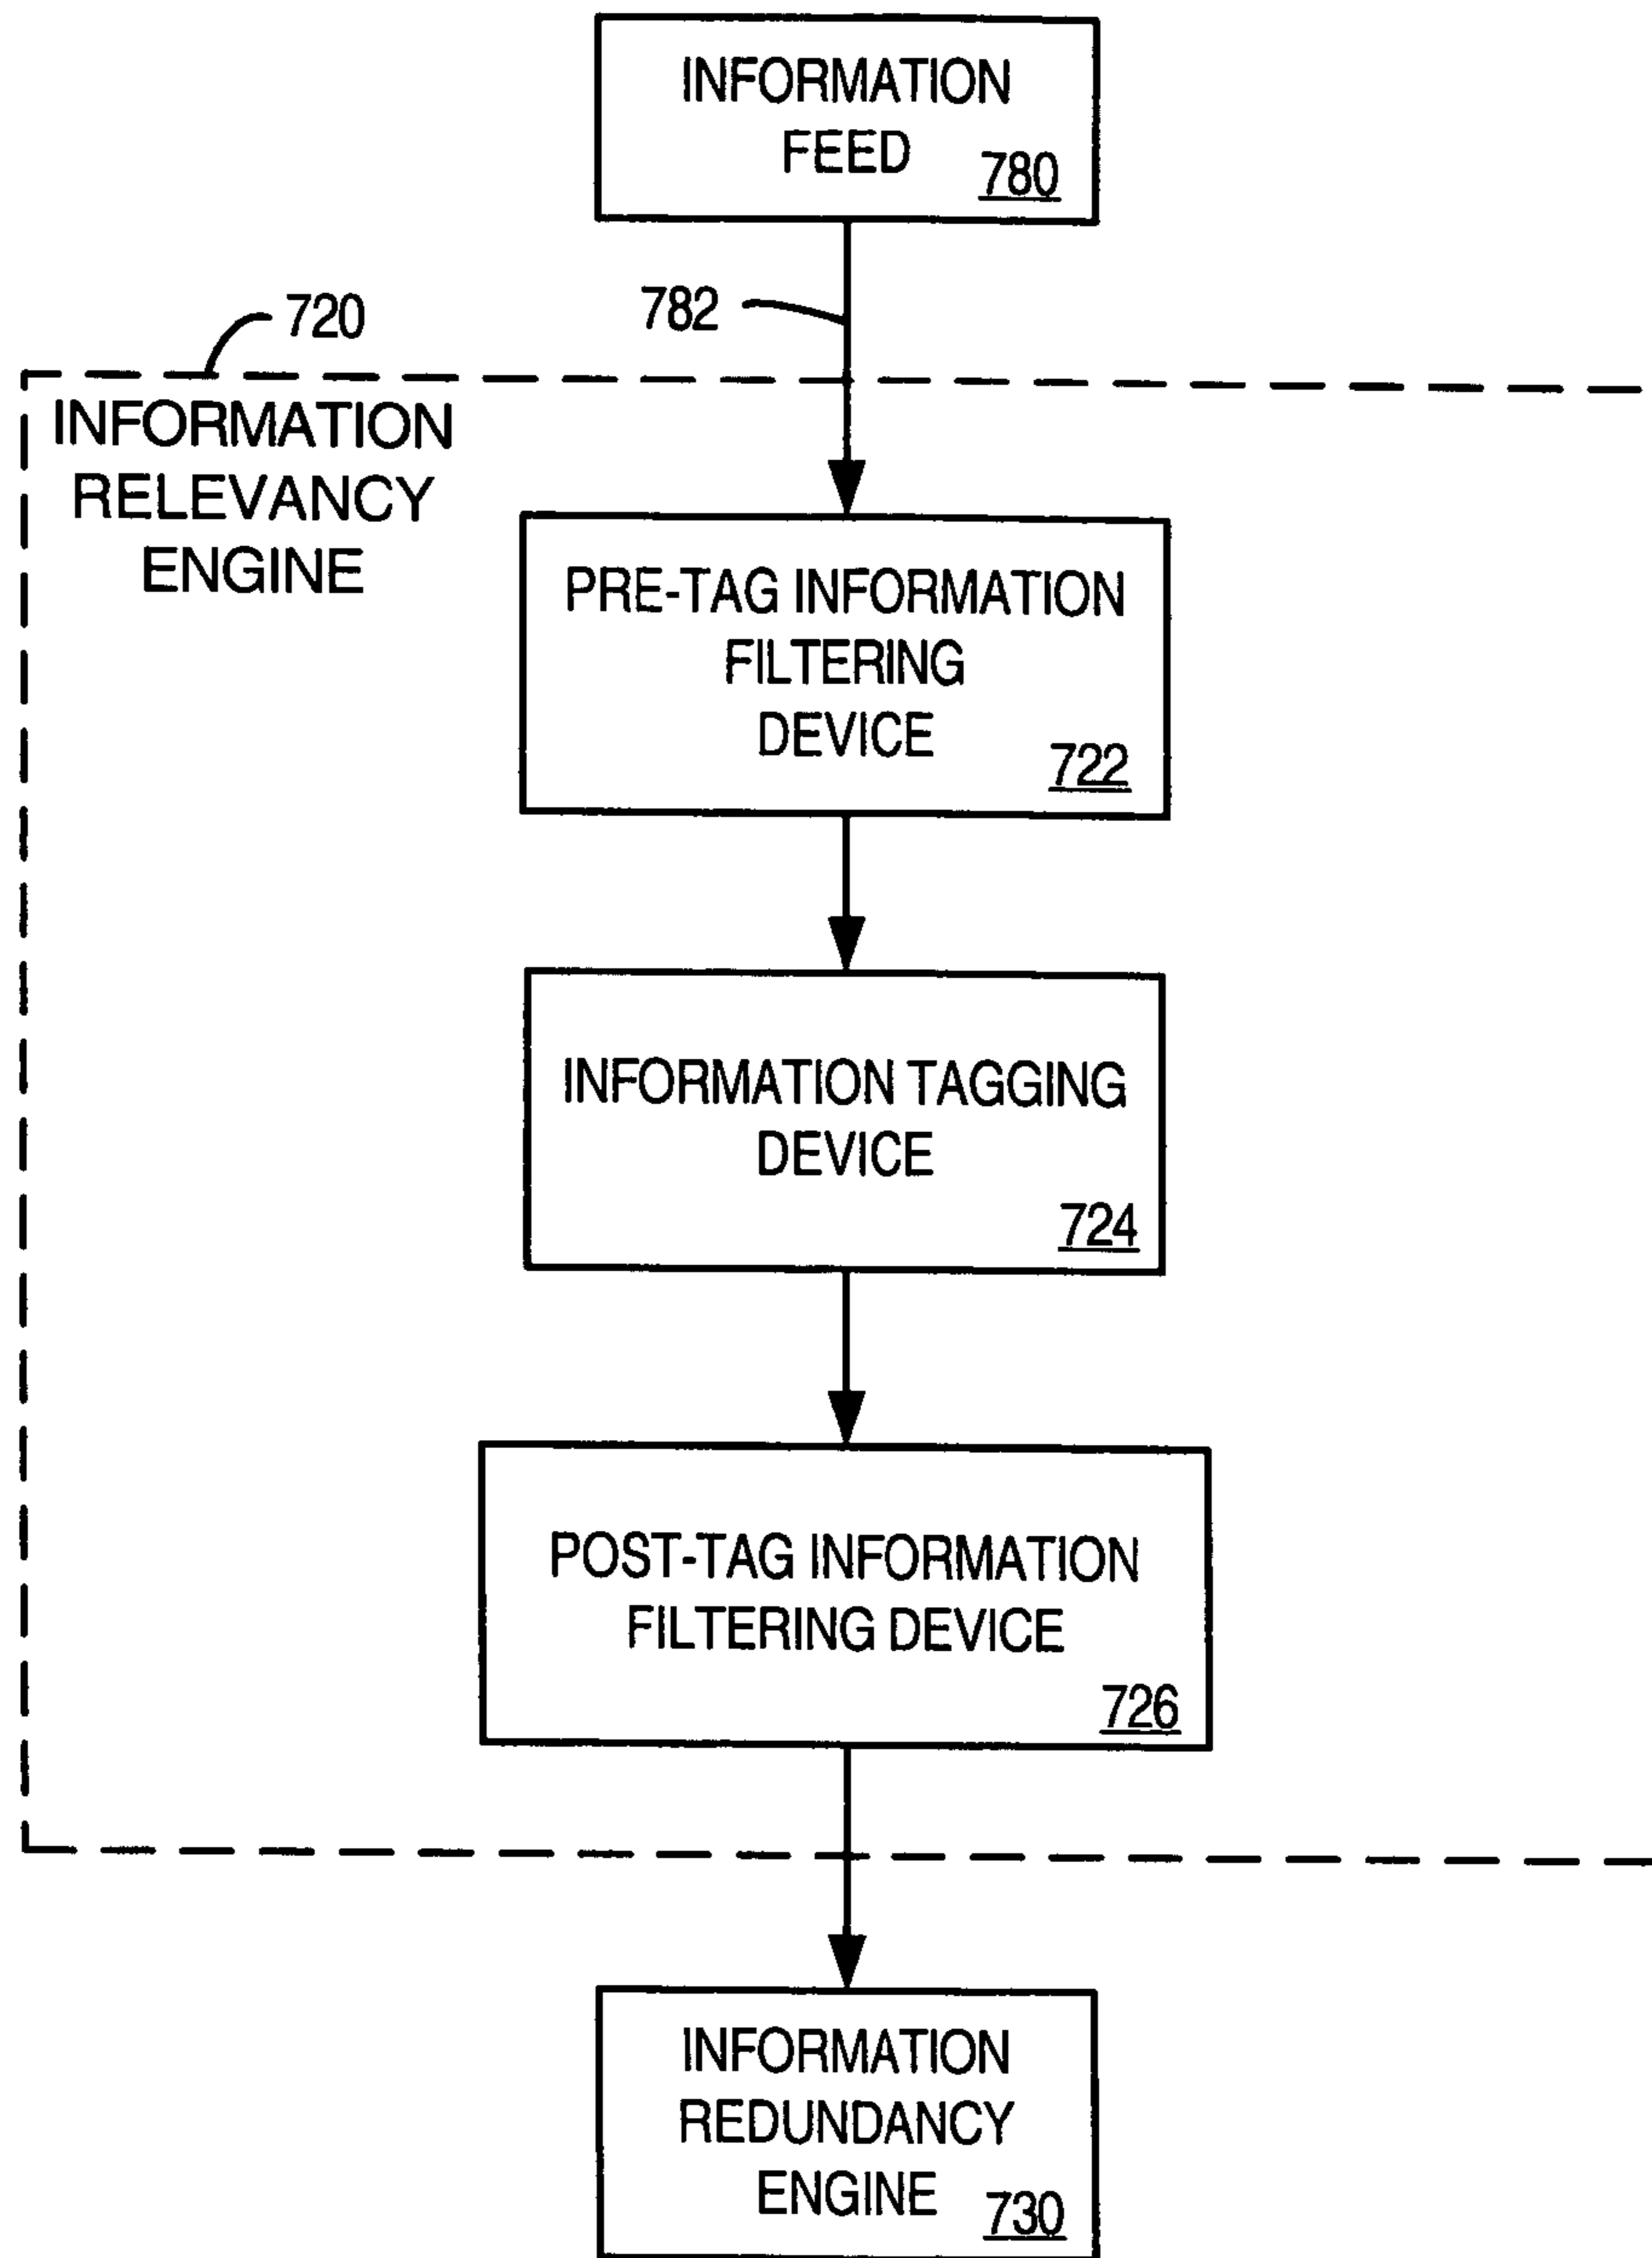 INFORMATION
FEED
780
782
720
INFORMATION
RELEVANCY
ENGINE
PRE-TAG INFORMATION
FILTERING
DEVICE
722
INFORMATION TAGGING
DEVICE
724
POST-TAG INFORMATION
FILTERING DEVICE
726
INFORMATION
REDUNDANCY
ENGINE
730